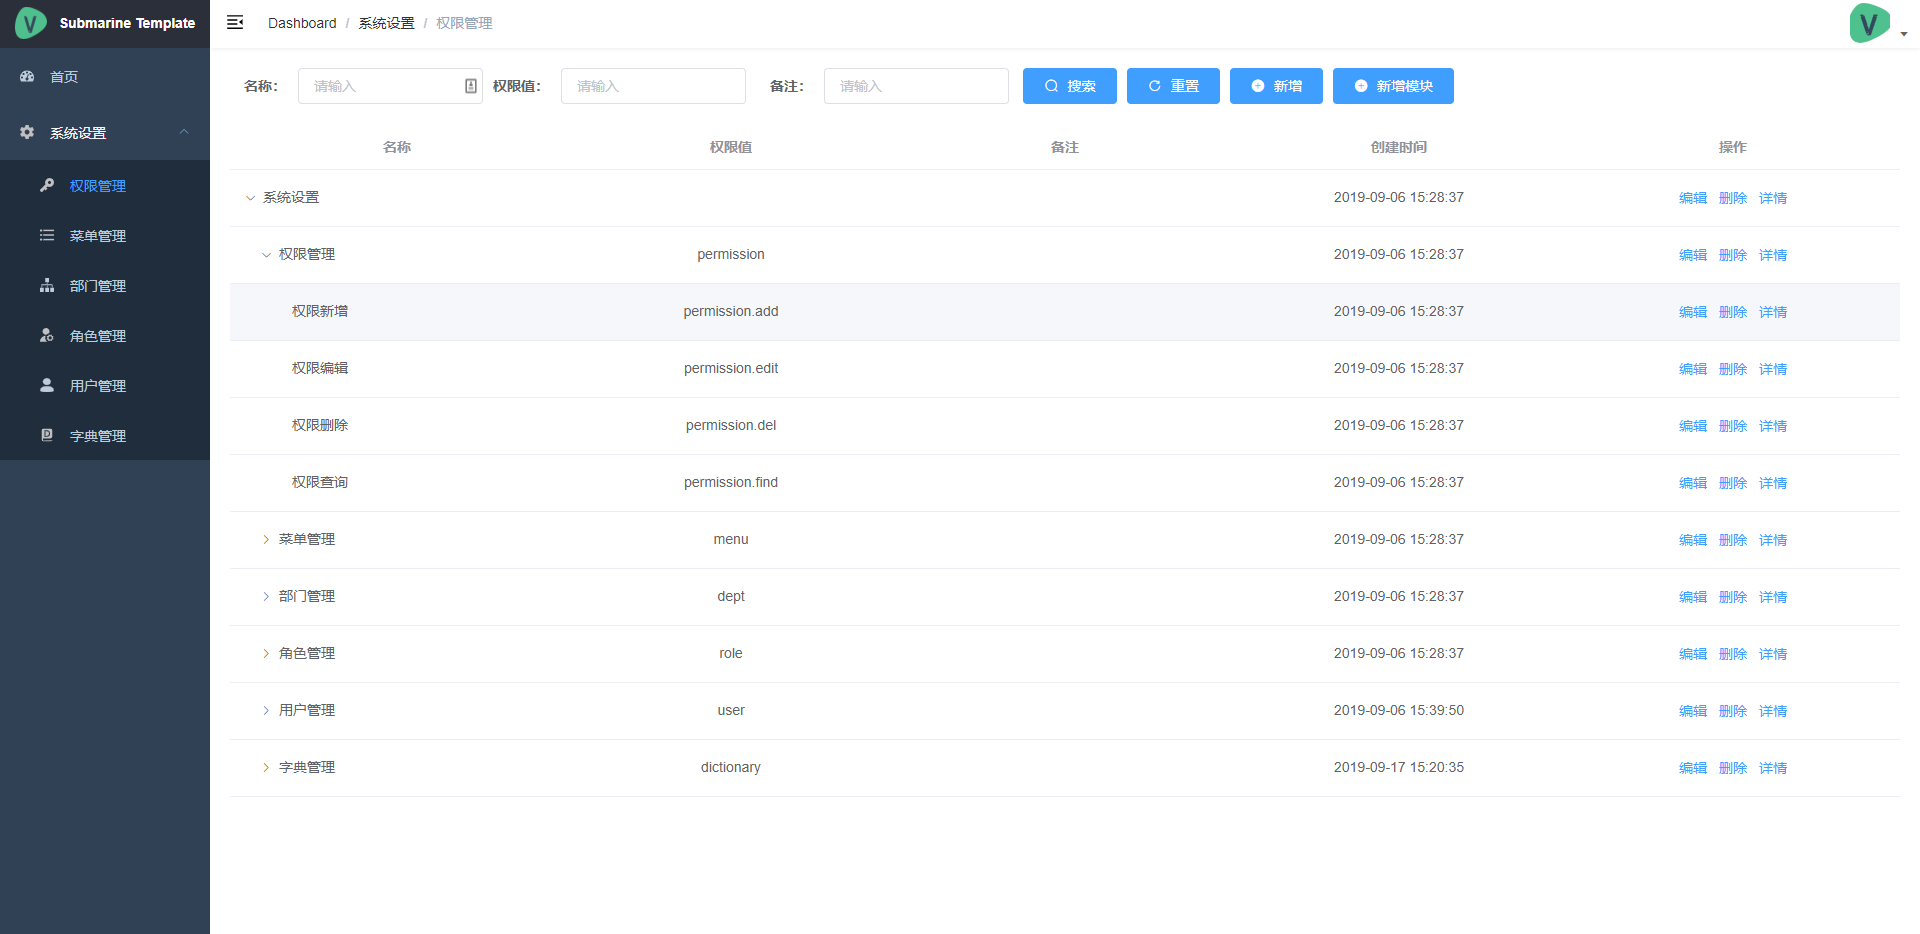 Submarine Template
Dashboard / 系统设置 / 权限管理
首页
系统设置
权限管理
菜单管理
部门管理
角色管理
用户管理
字典管理
名称： 请输入 权限值： 请输入 备注： 请输入 搜索 重置 新增 新增模块
名称 权限值 备注 创建时间 操作
系统设置 2019-09-06 15:28:37 编辑 删除 详情
权限管理 permission 2019-09-06 15:28:37 编辑 删除 详情
权限新增 permission.add 2019-09-06 15:28:37 编辑 删除 详情
权限编辑 permission.edit 2019-09-06 15:28:37 编辑 删除 详情
权限删除 permission.del 2019-09-06 15:28:37 编辑 删除 详情
权限查询 permission.find 2019-09-06 15:28:37 编辑 删除 详情
菜单管理 menu 2019-09-06 15:28:37 编辑 删除 详情
部门管理 dept 2019-09-06 15:28:37 编辑 删除 详情
角色管理 role 2019-09-06 15:28:37 编辑 删除 详情
用户管理 user 2019-09-06 15:39:50 编辑 删除 详情
字典管理 dictionary 2019-09-17 15:20:35 编辑 删除 详情